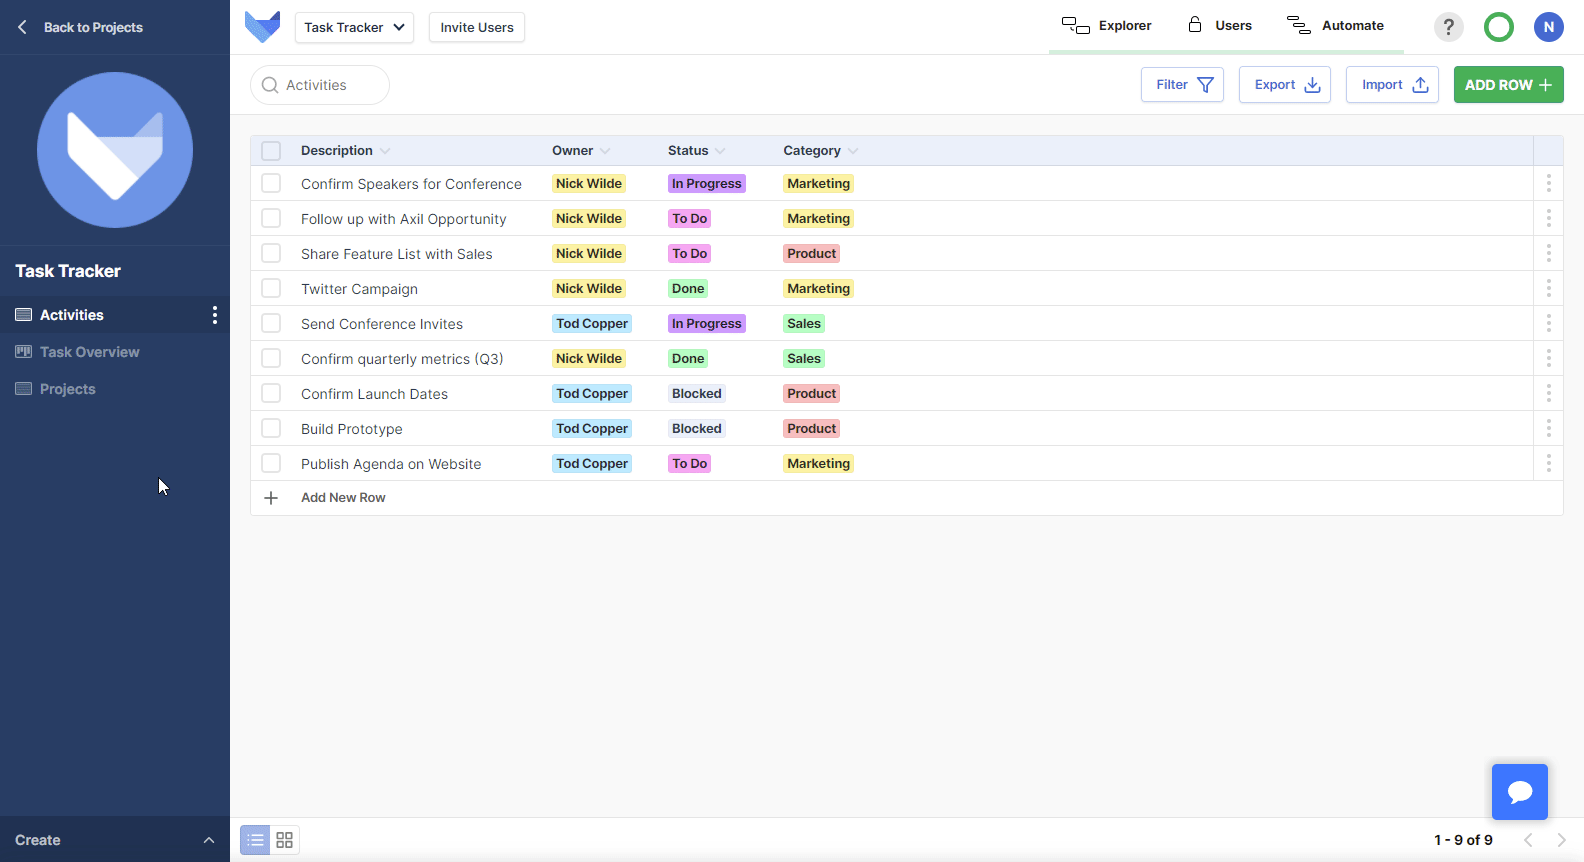 Back to Projects
Task Tracker
Invite Users
Explorer
Users
Automate
?
N
Activities
Filter
Export
Import
ADD ROW
Task Tracker
Activities
Task Overview
Projects
Description Owner Status Category
Confirm Speakers for Conference Nick Wilde In Progress Marketing
Follow up with Axil Opportunity Nick Wilde To Do Marketing
Share Feature List with Sales Nick Wilde To Do Product
Twitter Campaign Nick Wilde Done Marketing
Send Conference Invites Tod Copper In Progress Sales
Confirm quarterly metrics (Q3) Nick Wilde Done Sales
Confirm Launch Dates Tod Copper Blocked Product
Build Prototype Tod Copper Blocked Product
Publish Agenda on Website Tod Copper To Do Marketing
Add New Row
Create
1 - 9 of 9